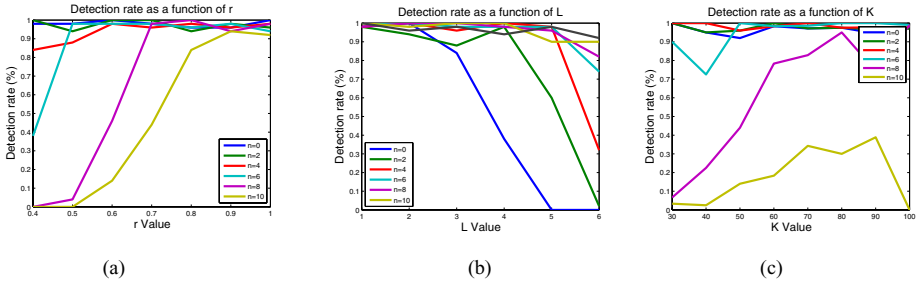 Detection rate as a function of r
Detection rate (%)
1
0.9
0.8
0.7
0.6
0.5
0.4
0.3
0.2
0.1
0
0.4 0.5 0.6 0.7 0.8 0.9 1
r Value
n=0
n=2
n=4
n=6
n=8
n=10
(a)
Detection rate as a function of L
Detection rate (%)
1
0.9
0.8
0.7
0.6
0.5
0.4
0.3
0.2
0.1
0
1 2 3 4 5 6
L Value
n=0
n=2
n=4
n=6
n=8
n=10
(b)
Detection rate as a function of K
Detection rate (%)
1
0.9
0.8
0.7
0.6
0.5
0.4
0.3
0.2
0.1
0
30 40 50 60 70 80 90 100
K Value
n=0
n=2
n=4
n=6
n=8
n=10
(c)